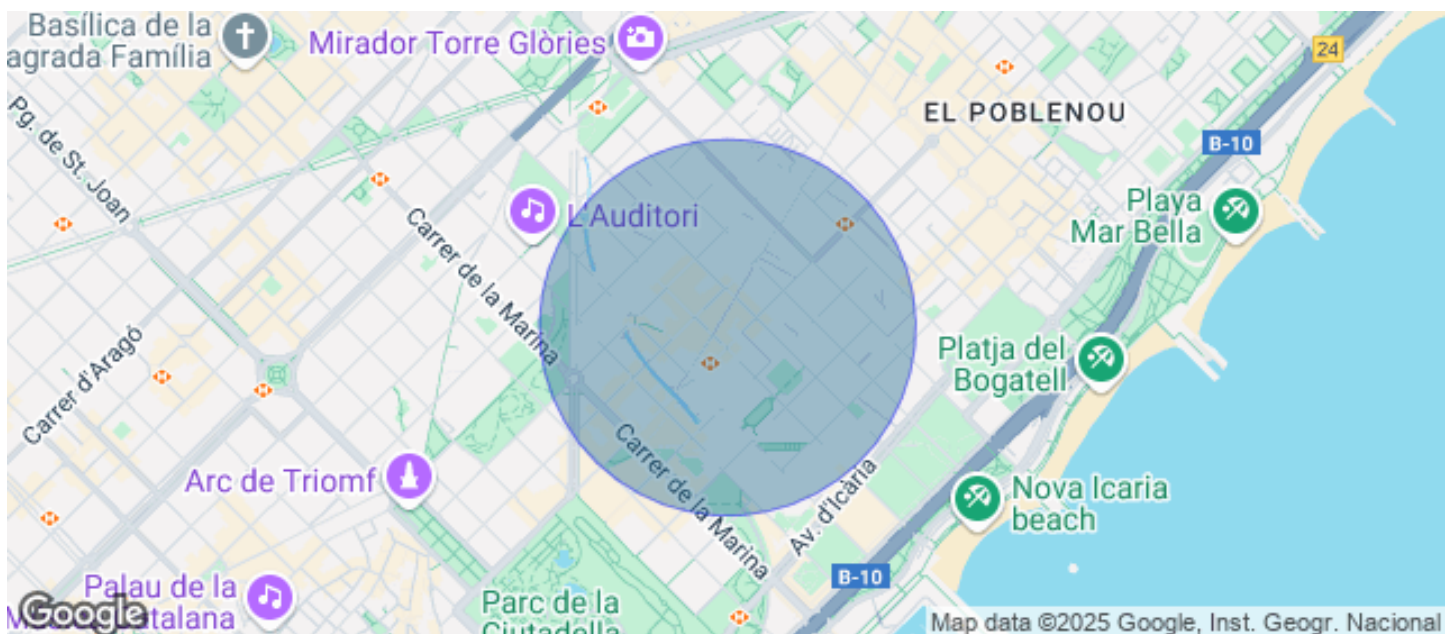 Basílica de la
agrada Família
Mirador Torre Glòries
24
EL POBLENOU
B-10
Pg. de St. Joan
L'Auditori
Playa
Mar Bella
Carrer de la Marina
Carrer d'Aragó
Platja del
Bogatell
Arc de Triomf
Carrer de la Marina
Av. d'Icària
Nova Icaria
beach
B-10
Palau de la
atalana
Parc de la
Ciutadella
Google
Map data ©2025 Google, Inst. Geogr. Nacional